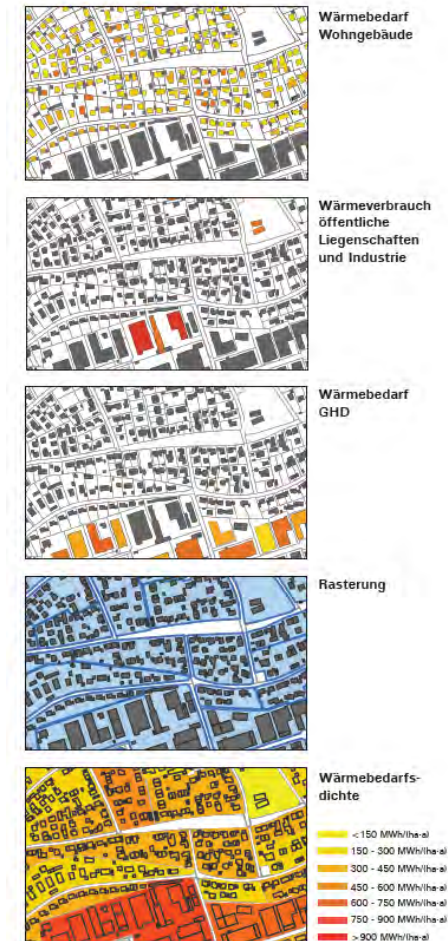 Wärmebedarf
Wohngebäude
Wärmeverbrauch
öffentliche
Liegenschaften
und Industrie
Wärmebedarf
GHD
Rasterung
Wärmebedarfs-
dichte
<150 MWh/(ha·a)
150 - 300 MWh/(ha·a)
300 - 450 MWh/(ha·a)
450 - 600 MWh/(ha·a)
600 - 750 MWh/(ha·a)
750 - 900 MWh/(ha·a)
>900 MWh/(ha·a)